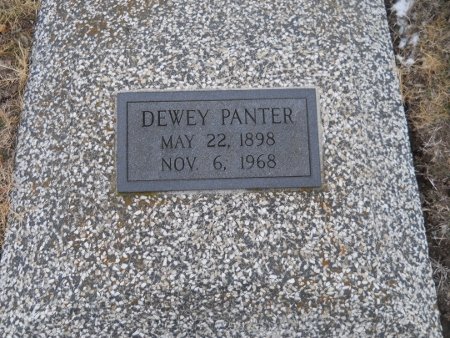 DEWEY PANTER
MAY 22, 1898
NOV. 6, 1968